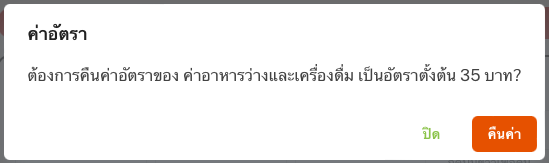 ค่าอัตรา
ต้องการคืนค่าอัตราของ ค่าอาหารว่างและเครื่องดื่ม เป็นอัตราตั้งต้น 35 บาท?
ปิด
คืนค่า